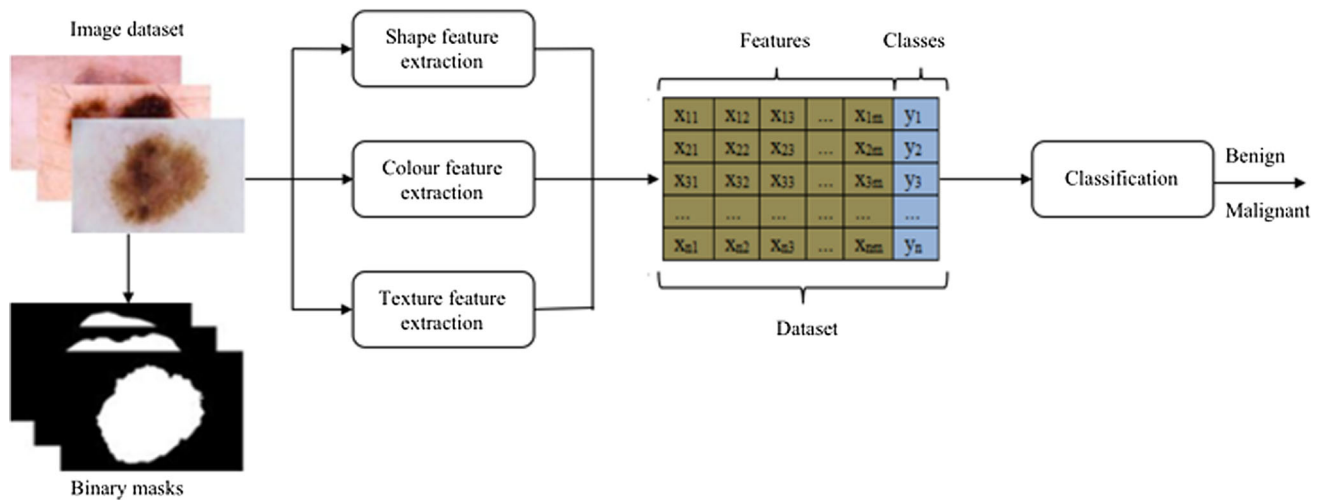 Image dataset
Binary masks
Shape feature
extraction
Colour feature
extraction
Texture feature
extraction
Features Classes
x11 x12 x13 ... x1m y1
x21 x22 x23 ... x2m y2
x31 x32 x33 ... x3m y3
... ... ... ... ... ...
xn1 xn2 xn3 ... xnm yn
Dataset
Classification
Benign
Malignant